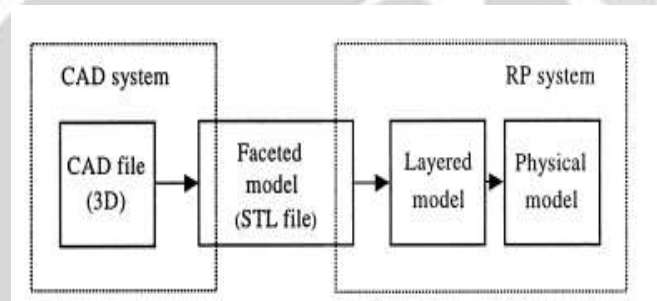 CAD system
RP system
CAD file
(3D)
Faceted
model
(STL file)
Layered
model
Physical
model